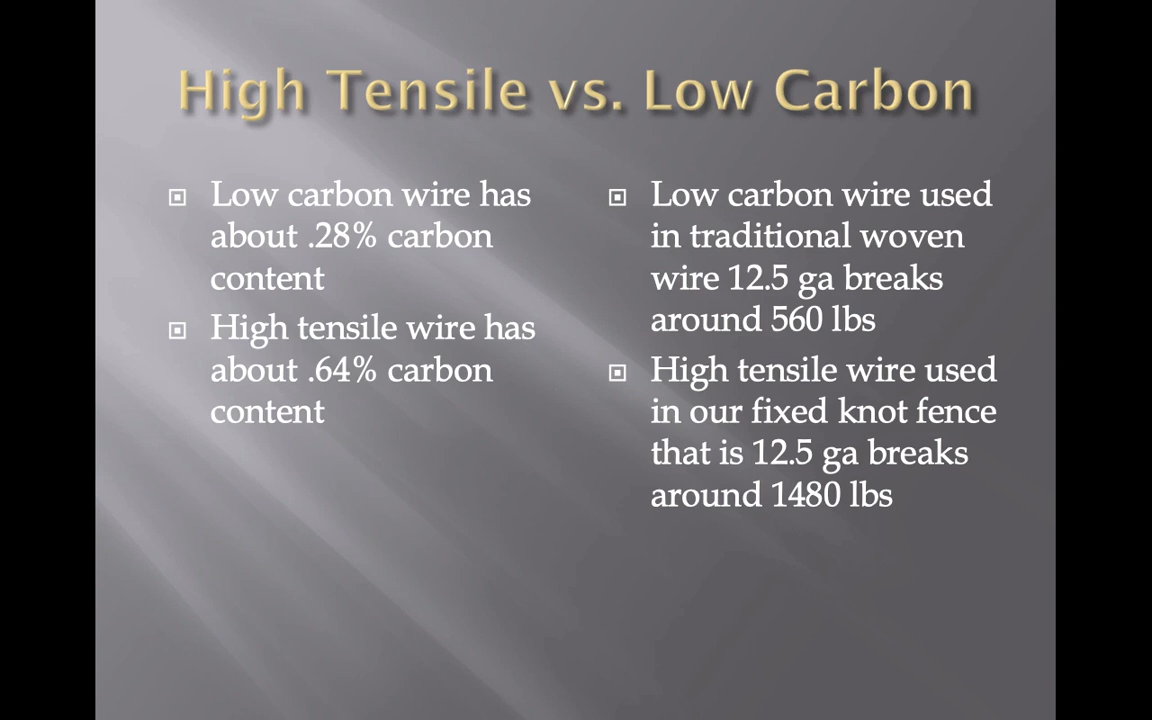 High Tensile vs. Low Carbon
Low carbon wire has
about .28% carbon
content
High tensile wire has
about .64% carbon
content
Low carbon wire used
in traditional woven
wire 12.5 ga breaks
around 560 lbs
High tensile wire used
in our fixed knot fence
that is 12.5 ga breaks
around 1480 lbs